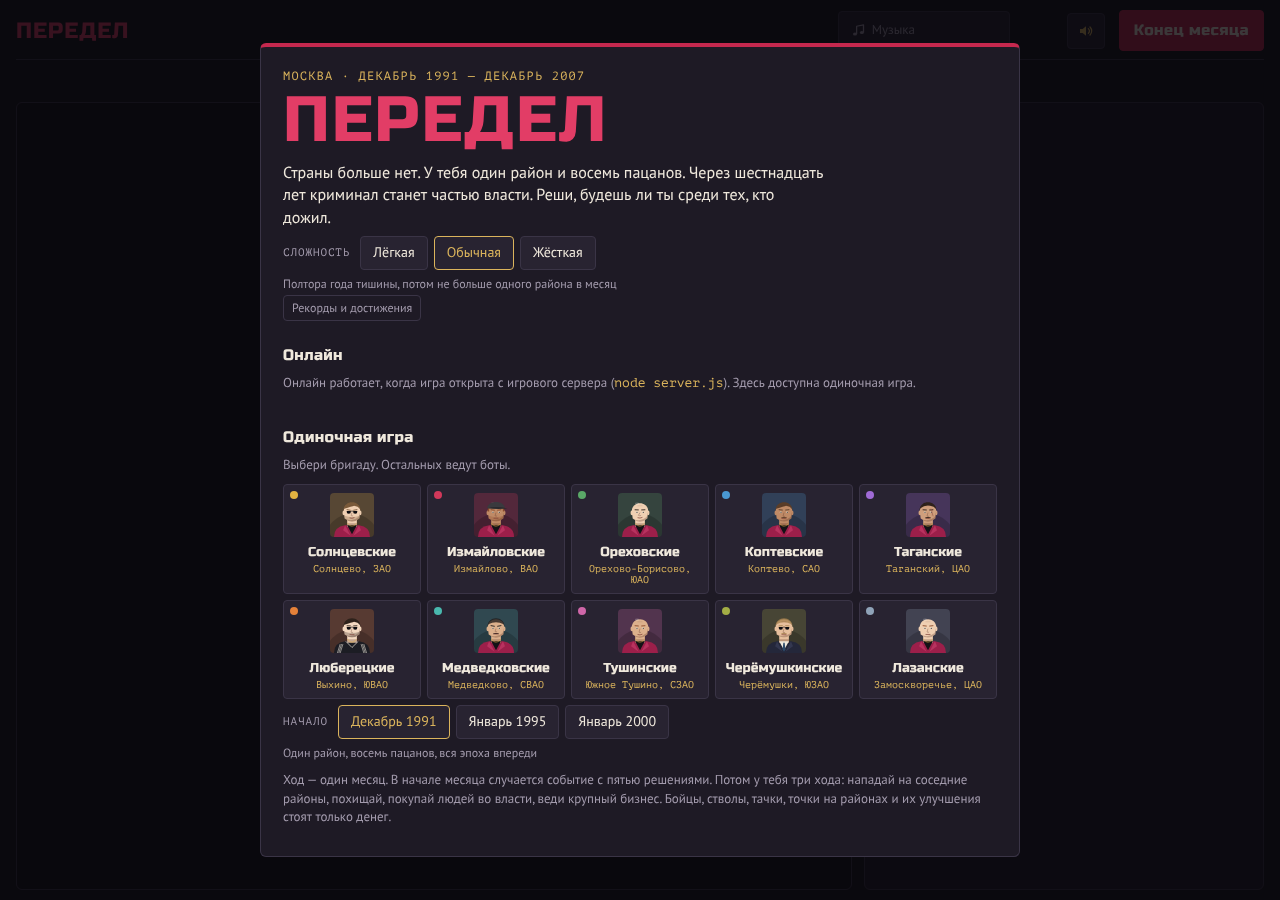 ПЕРЕДЕЛ
Музыка
Конец месяца
МОСКВА · ДЕКАБРЬ 1991 — ДЕКАБРЬ 2007
ПЕРЕДЕЛ
Страны больше нет. У тебя один район и восемь пацанов. Через шестнадцать
лет криминал станет частью власти. Реши, будешь ли ты среди тех, кто
дожил.
СЛОЖНОСТЬ Лёгкая Обычная Жёсткая
Полтора года тишины, потом не больше одного района в месяц
Рекорды и достижения
Онлайн
Онлайн работает, когда игра открыта с игрового сервера (node server.js). Здесь доступна одиночная игра.
Одиночная игра
Выбери бригаду. Остальных ведут боты.
Солнцевские
Солнцево, ЗАО
Измайловские
Измайлово, ВАО
Ореховские
Орехово-Борисово,
ЮАО
Коптевские
Коптево, САО
Таганские
Таганский, ЦАО
Люберецкие
Выхино, ЮВАО
Медведковские
Медведково, СВАО
Тушинские
Южное Тушино, СЗАО
Черёмушкинские
Черёмушки, ЮЗАО
Лазанские
Замоскворечье, ЦАО
НАЧАЛО Декабрь 1991 Январь 1995 Январь 2000
Один район, восемь пацанов, вся эпоха впереди
Ход — один месяц. В начале месяца случается событие с пятью решениями. Потом у тебя три хода: нападай на соседние
районы, похищай, покупай людей во власти, веди крупный бизнес. Бойцы, стволы, тачки, точки на районах и их улучшения
стоят только денег.